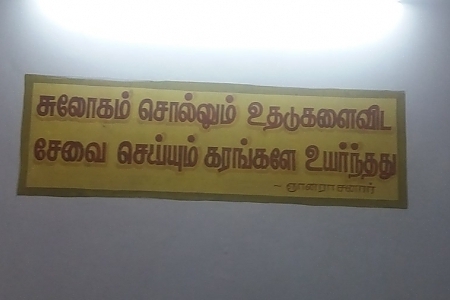 சுலோகம் சொல்லும் உதடுகளைவிட
சேவை செய்யும் கரங்களே உயர்ந்தது